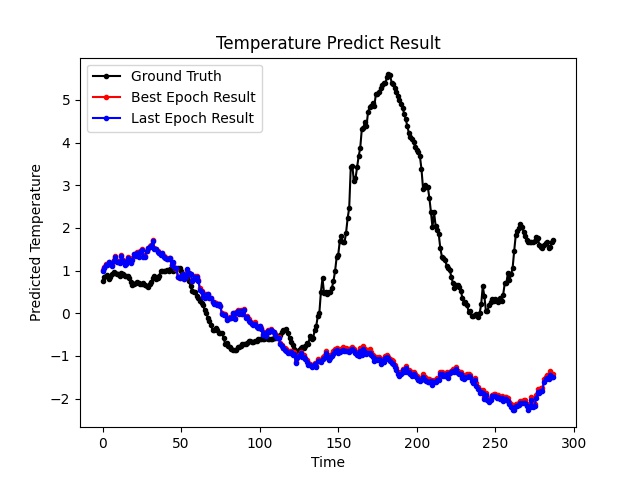 Temperature Predict Result
Ground Truth
Best Epoch Result
Last Epoch Result
Predicted Temperature
5
4
3
2
1
0
−1
−2
0 50 100 150 200 250 300
Time